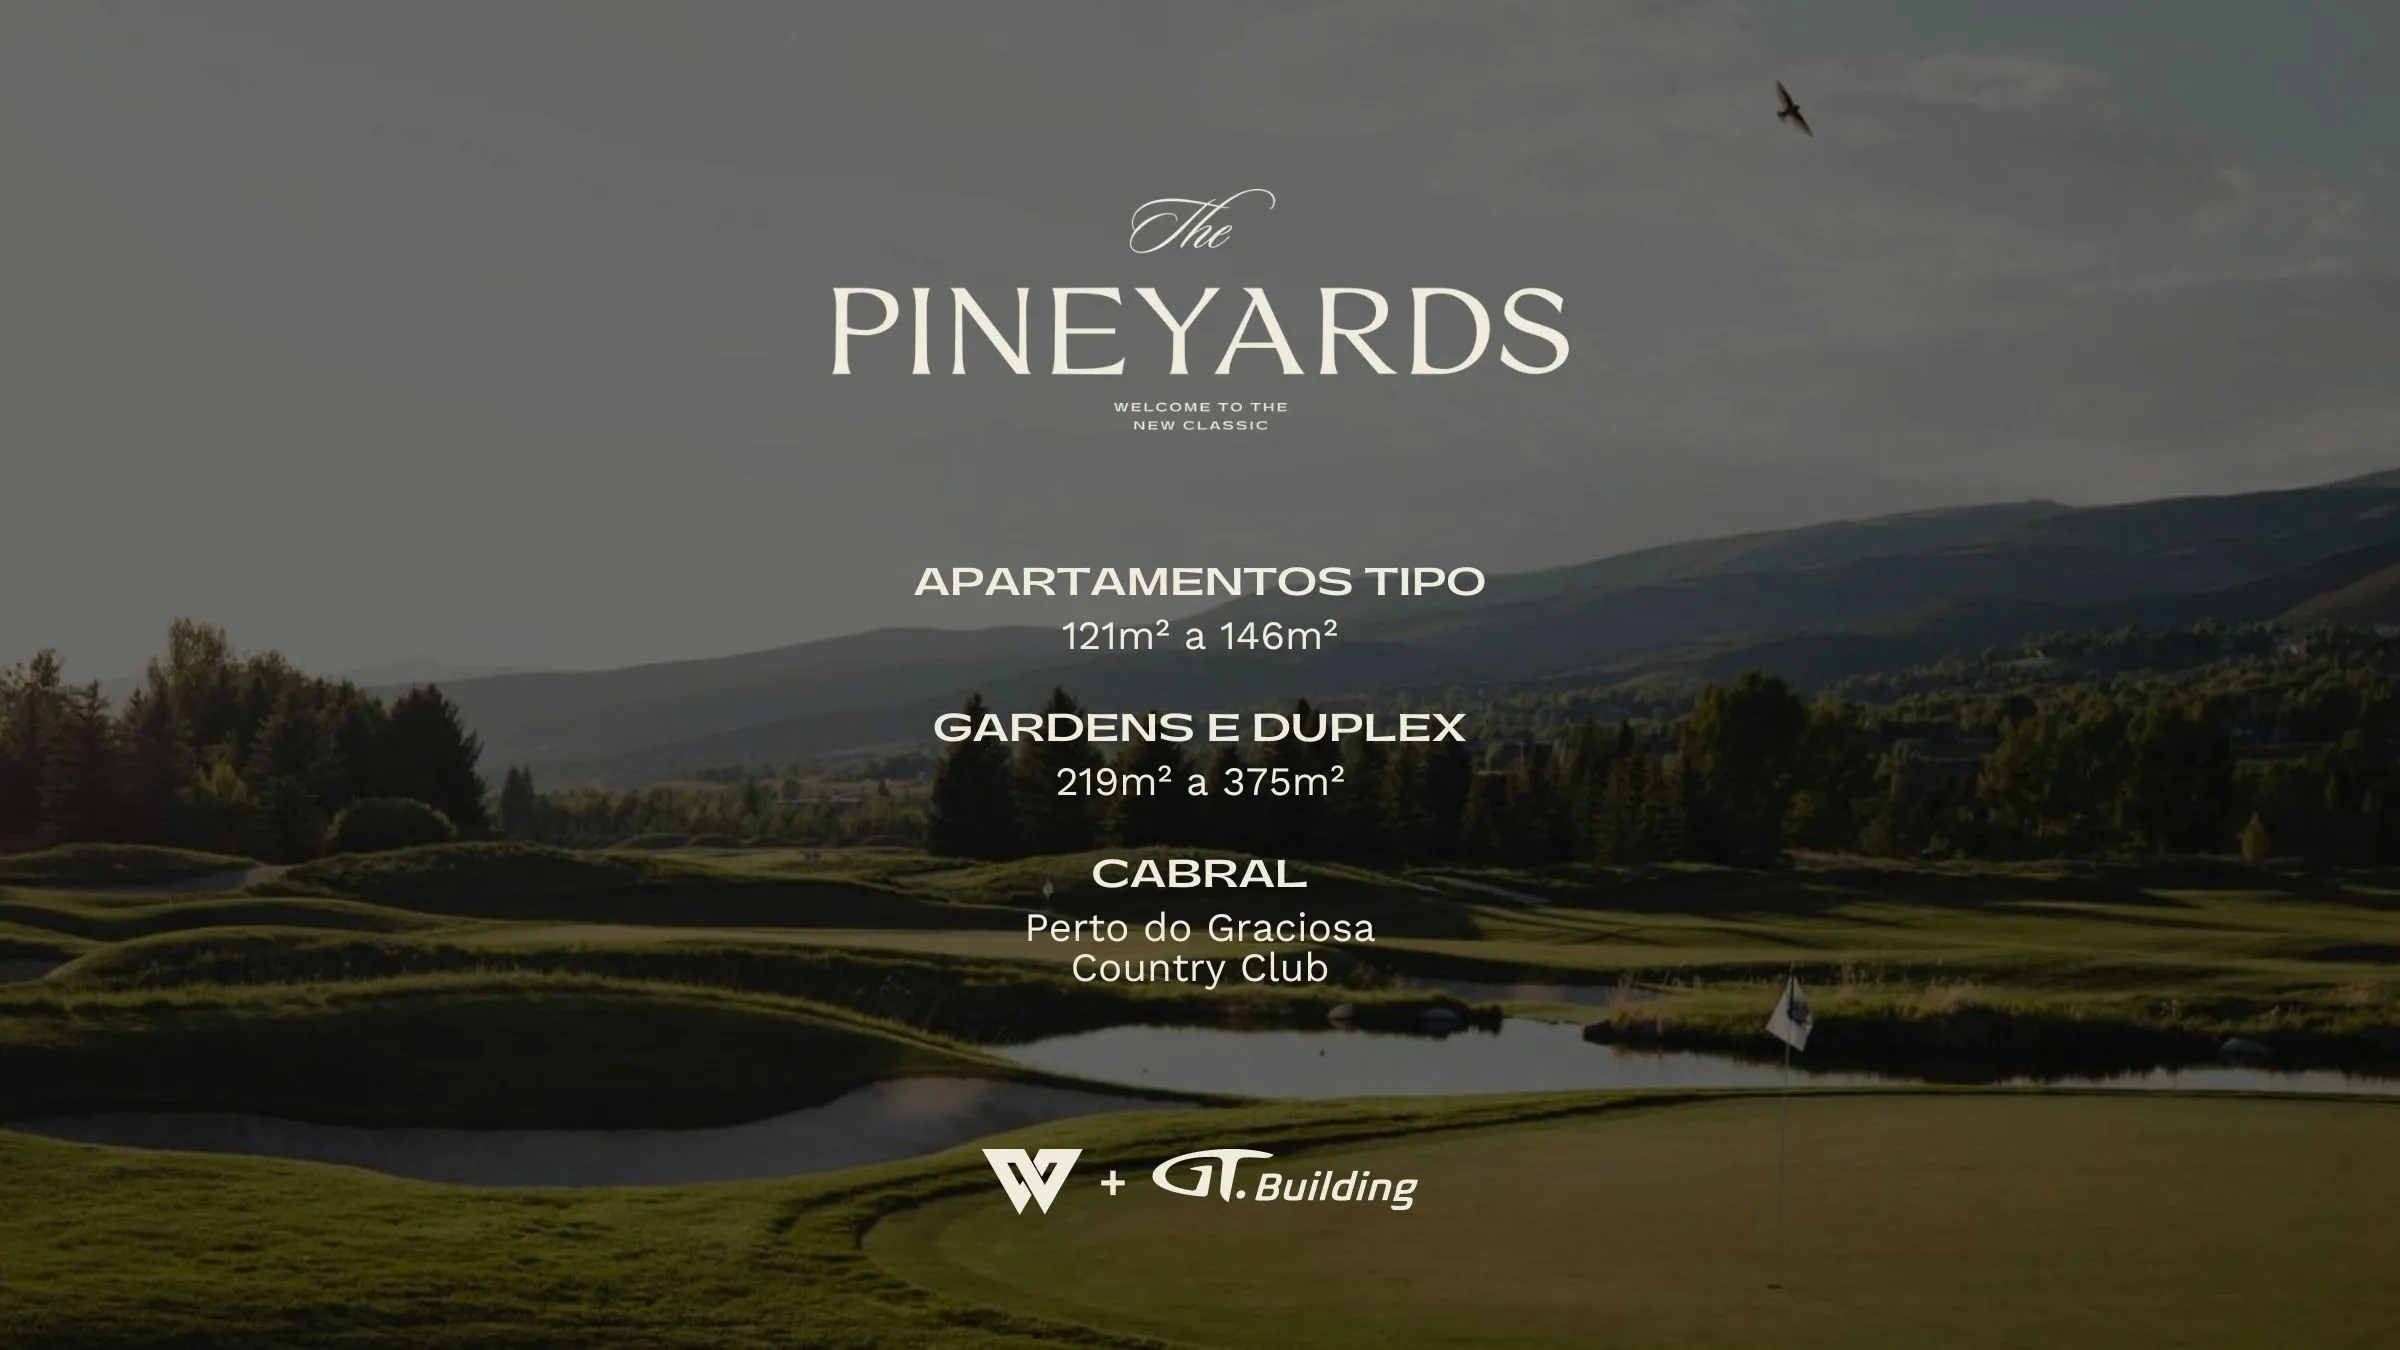 The
PINEYARDS
WELCOME TO THE
NEW CLASSIC
APARTAMENTOS TIPO
121m² a 146m²
GARDENS E DUPLEX
219m² a 375m²
CABRAL
Perto do Graciosa
Country Club
W + GT.Building